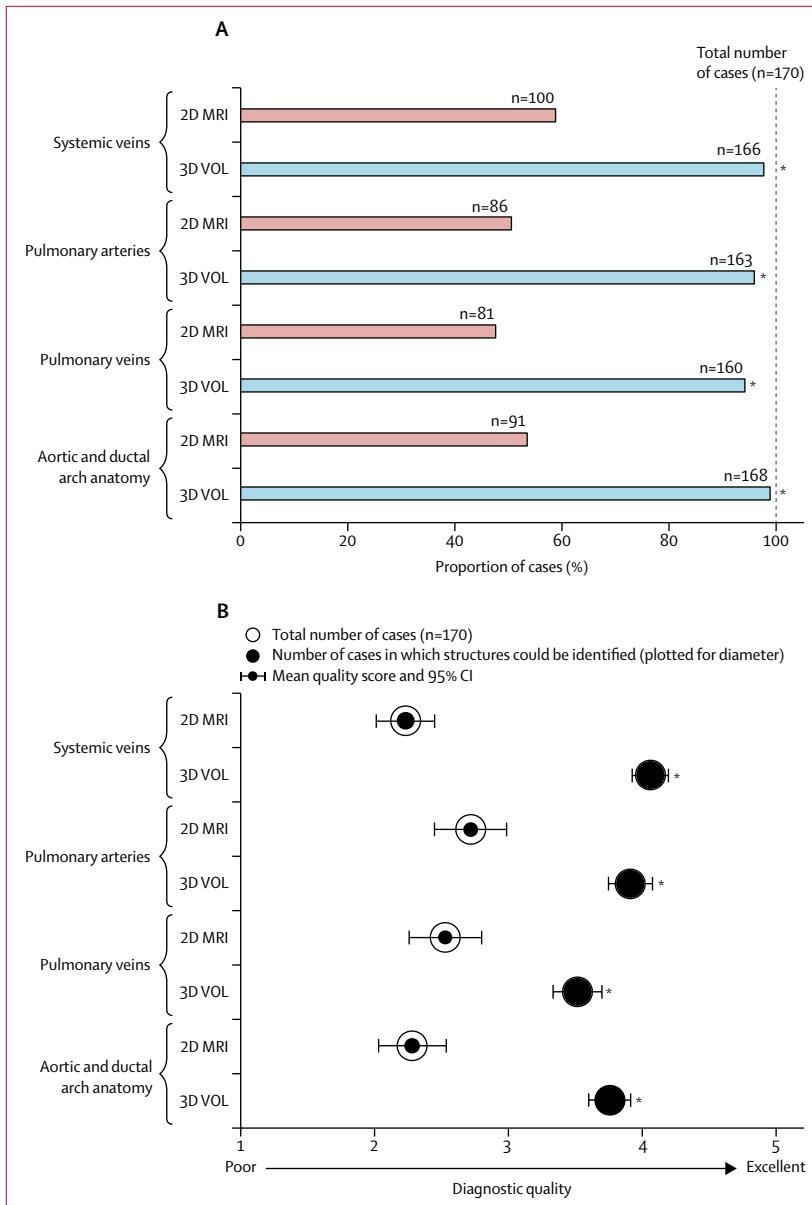 A
Total number
of cases (n=170)
n=100
2D MRI
Systemic veins
n=166
3D VOL
*
n=86
2D MRI
Pulmonary arteries
n=163
3D VOL
*
n=81
2D MRI
Pulmonary veins
n=160
3D VOL
*
n=91
2D MRI
Aortic and ductal
arch anatomy
n=168
3D VOL
*
0 20 40 60 80 100
Proportion of cases (%)
B
Total number of cases (n=170)
Number of cases in which structures could be identified (plotted for diameter)
Mean quality score and 95% CI
2D MRI
Systemic veins
3D VOL
*
2D MRI
Pulmonary arteries
3D VOL
*
2D MRI
Pulmonary veins
3D VOL
*
2D MRI
Aortic and ductal
arch anatomy
3D VOL
*
1 2 3 4 5
Poor Excellent
Diagnostic quality